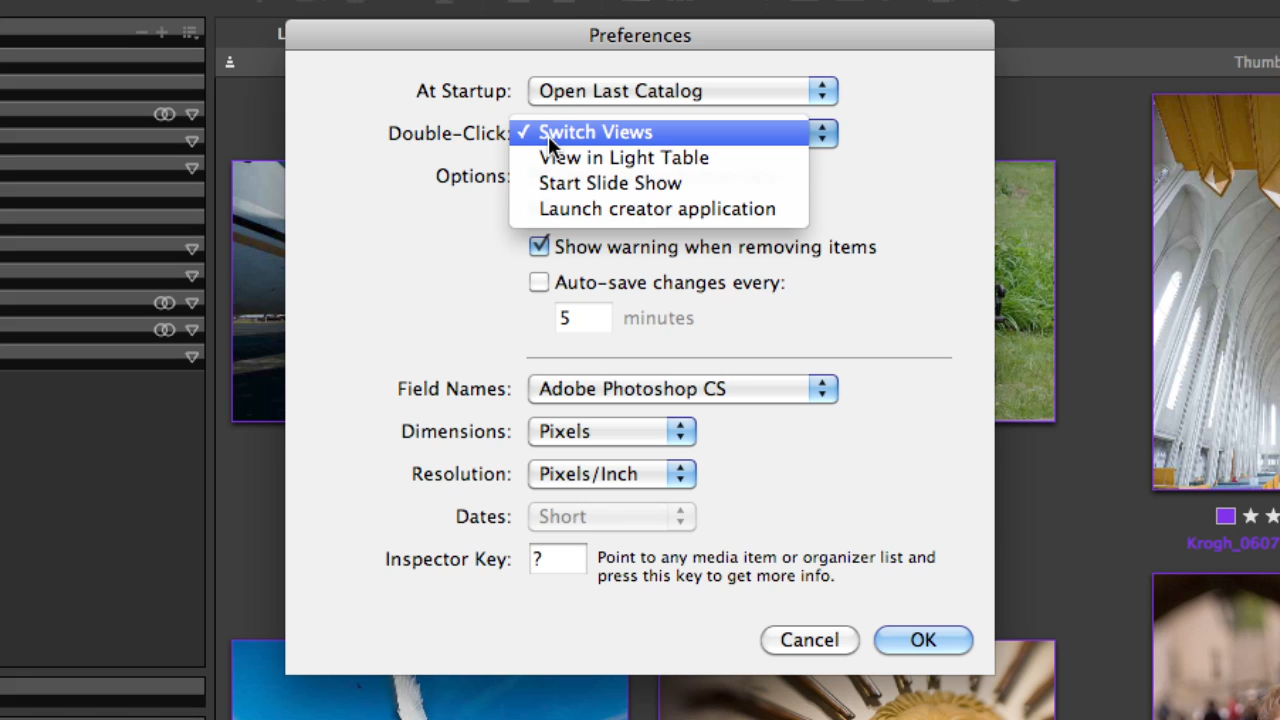 Preferences
Thumb
At Startup: Open Last Catalog
Double-Click: ✓ Switch Views
View in Light Table
Options:
Start Slide Show
Launch creator application
Show warning when removing items
Auto-save changes every:
5 minutes
Field Names: Adobe Photoshop CS
Dimensions: Pixels
Resolution: Pixels/Inch
Dates: Short
Inspector Key: ? Point to any media item or organizer list and
press this key to get more info.
Krogh_0607
Cancel OK